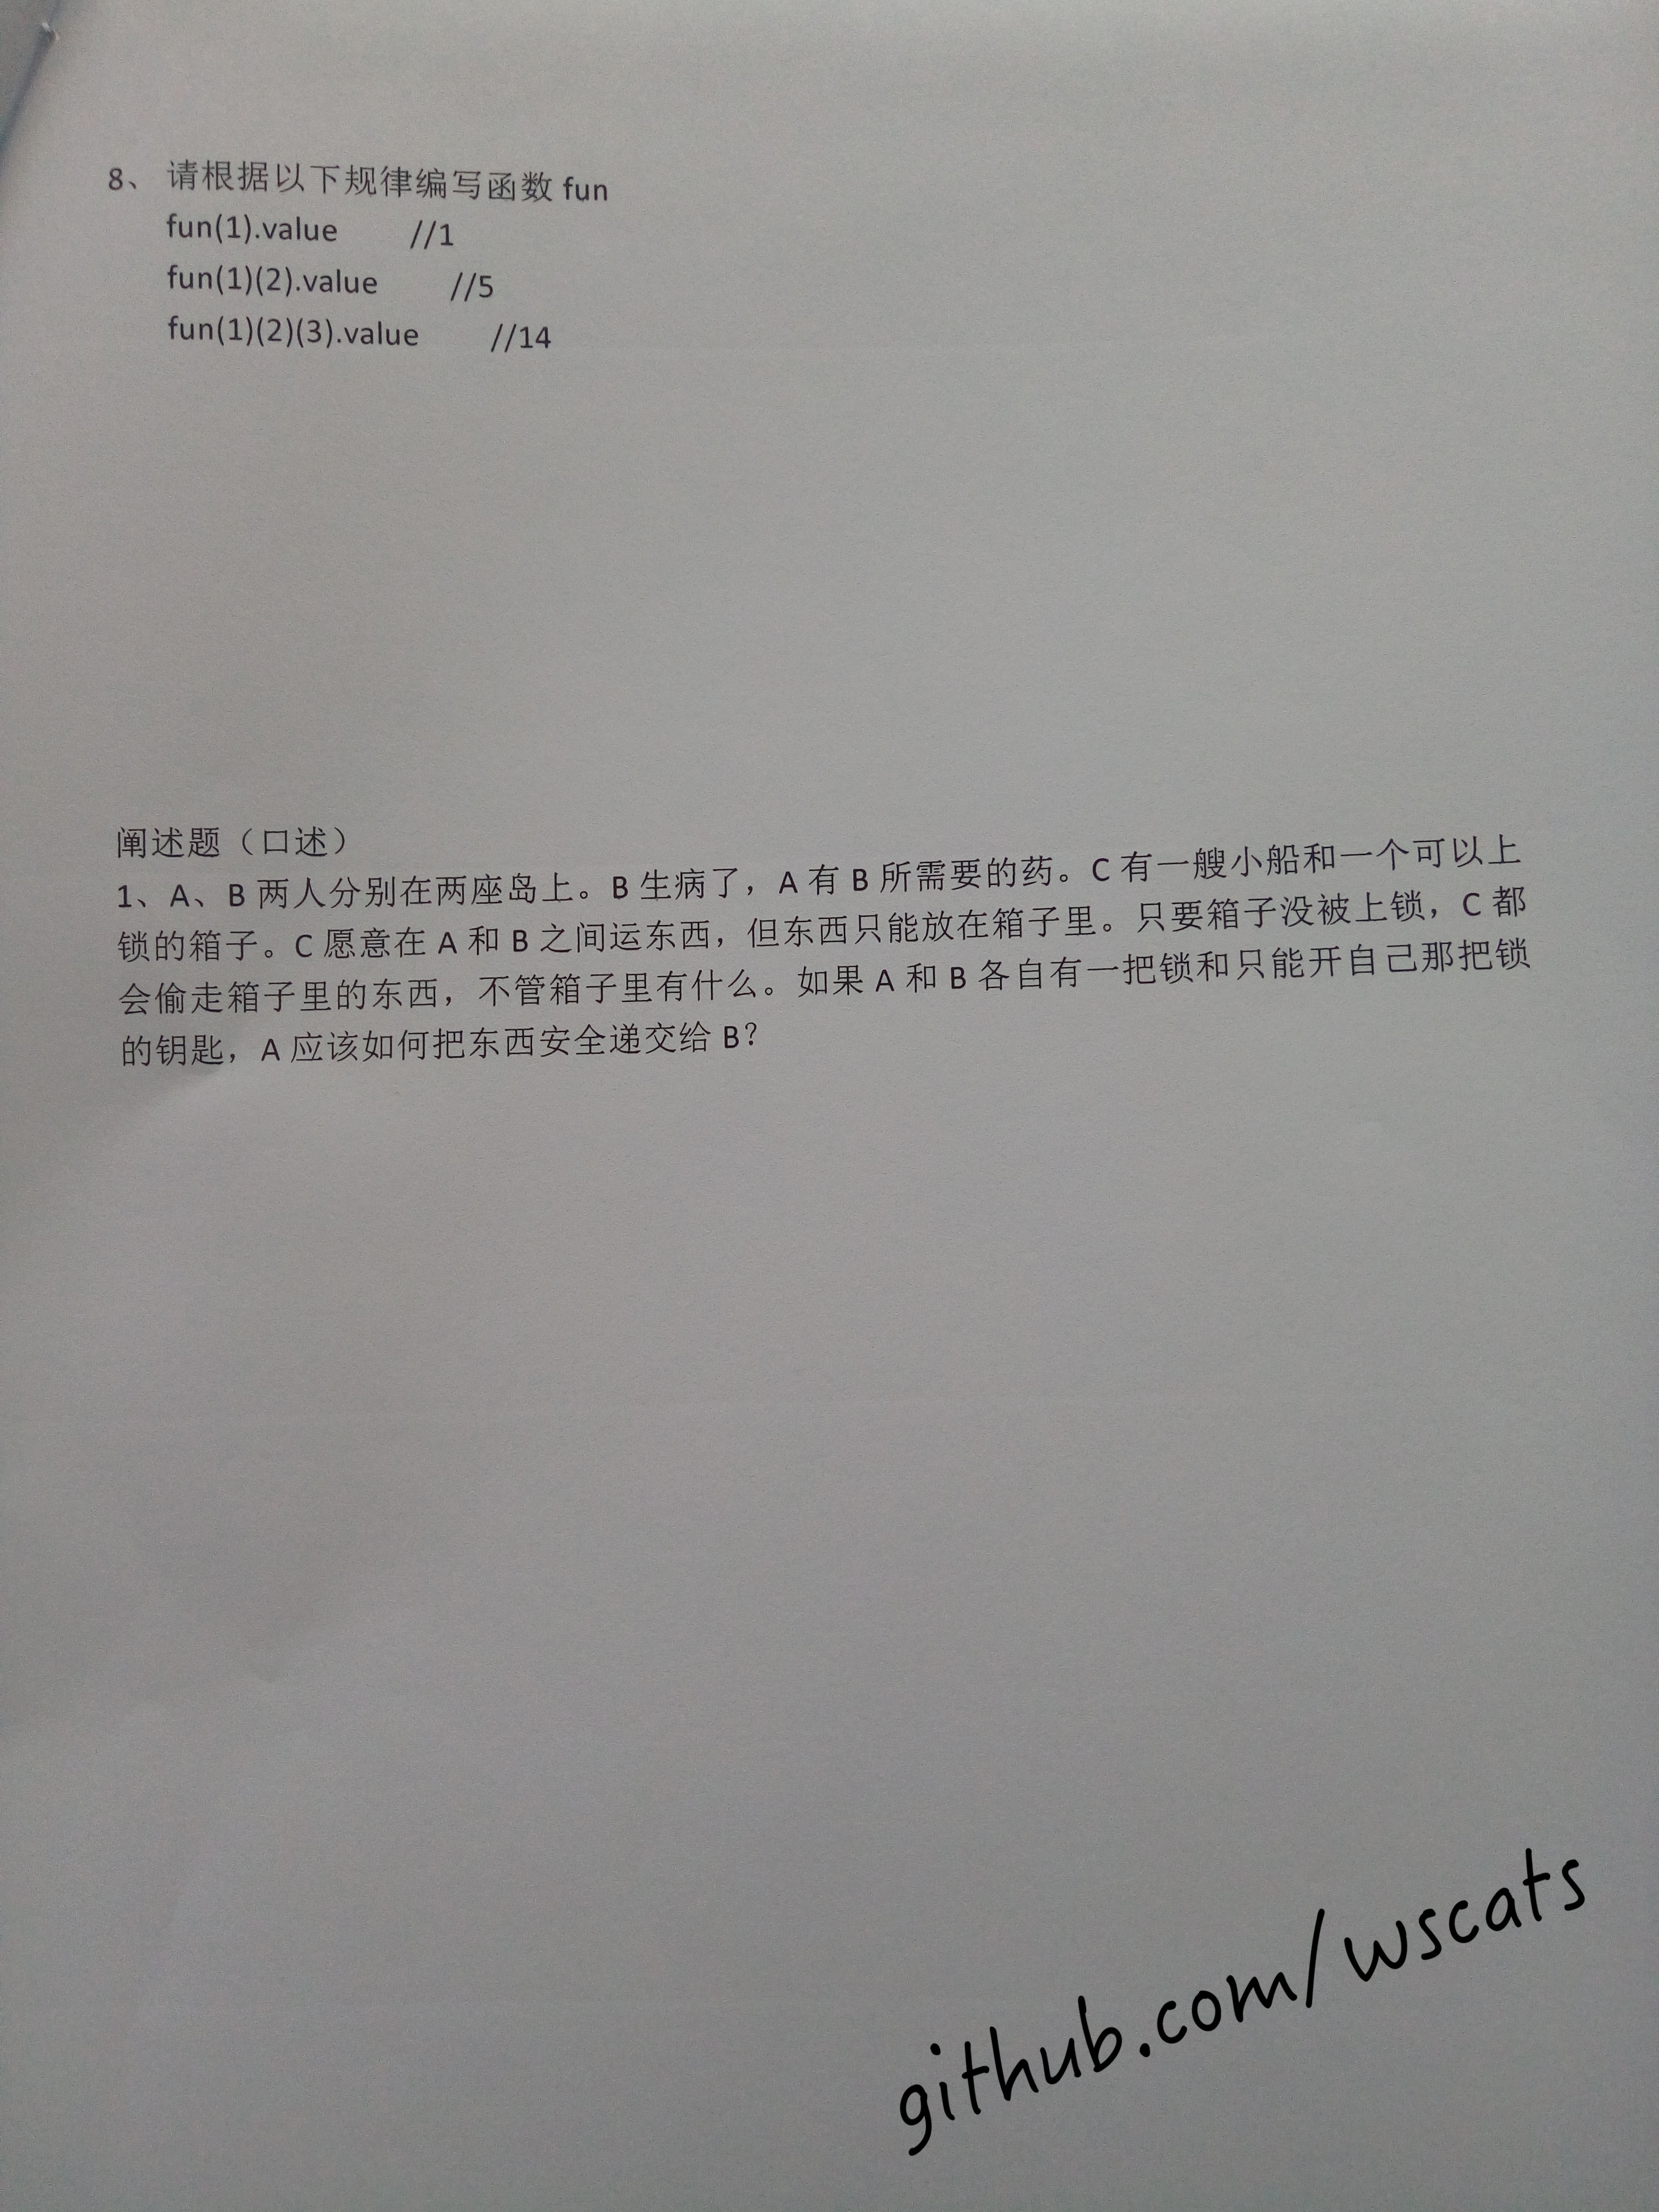 8、 请根据以下规律编写函数 fun
fun(1).value //1
fun(1)(2).value //5
fun(1)(2)(3).value //14
阐述题（口述）
1、A、B 两人分别在两座岛上。B 生病了，A 有 B 所需要的药。C 有一艘小船和一个可以上
锁的箱子。C 愿意在 A 和 B 之间运东西，但东西只能放在箱子里。只要箱子没被上锁，C 都
会偷走箱子里的东西，不管箱子里有什么。如果 A 和 B 各自有一把锁和只能开自己那把锁
的钥匙，A 应该如何把东西安全递交给 B？
github.com/wscats